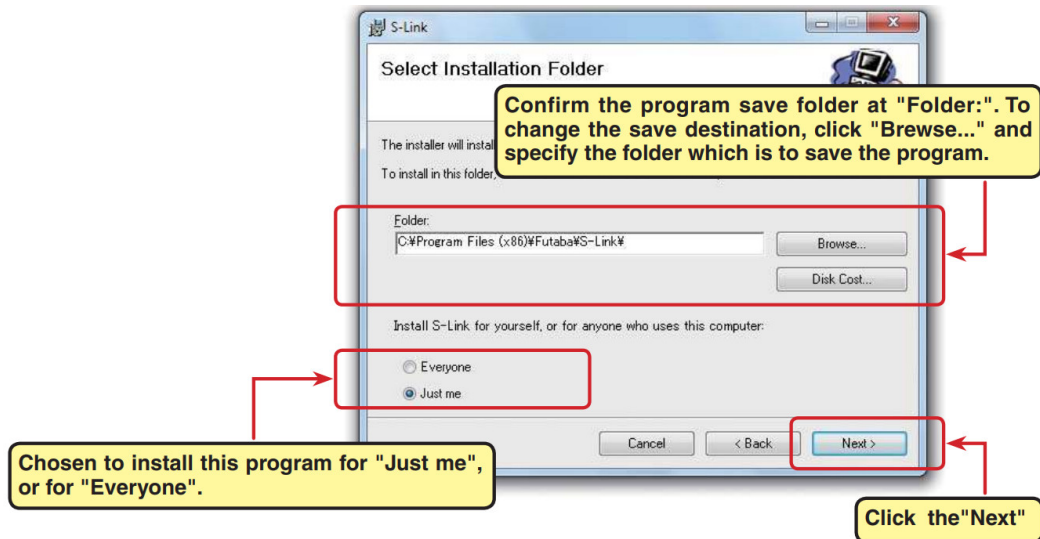 S-Link
Select Installation Folder
Confirm the program save folder at "Folder:". To
change the save destination, click "Browse..." and
specify the folder which is to save the program.
The installer will instal
To install in this folder,
Folder:
C:¥Program Files (x86)¥Futaba¥S-Link¥
Browse...
Disk Cost...
Install S-Link for yourself, or for anyone who uses this computer:
Everyone
Just me
Cancel
< Back
Next >
Chosen to install this program for "Just me",
or for "Everyone".
Click the"Next"